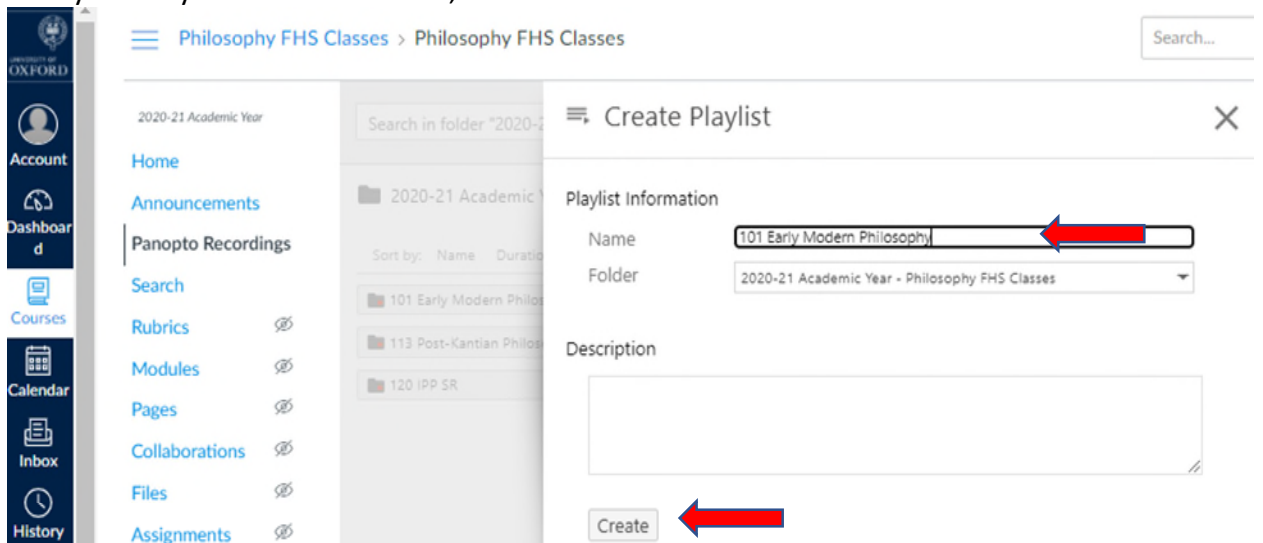 UNIVERSITY OF
OXFORD
Account
Dashboar
d
Courses
Calendar
Inbox
History
Philosophy FHS Classes > Philosophy FHS Classes
Search...
2020-21 Academic Year
Home
Announcements
Panopto Recordings
Search
Rubrics
Modules
Pages
Collaborations
Files
Assignments
Search in folder "2020-2
2020-21 Academic
Sort by: Name Duratio
101 Early Modern Philos
113 Post-Kantian Philos
120 IPP SR
Create Playlist
Playlist Information
Name
101 Early Modern Philosophy
Folder
2020-21 Academic Year - Philosophy FHS Classes
Description
Create